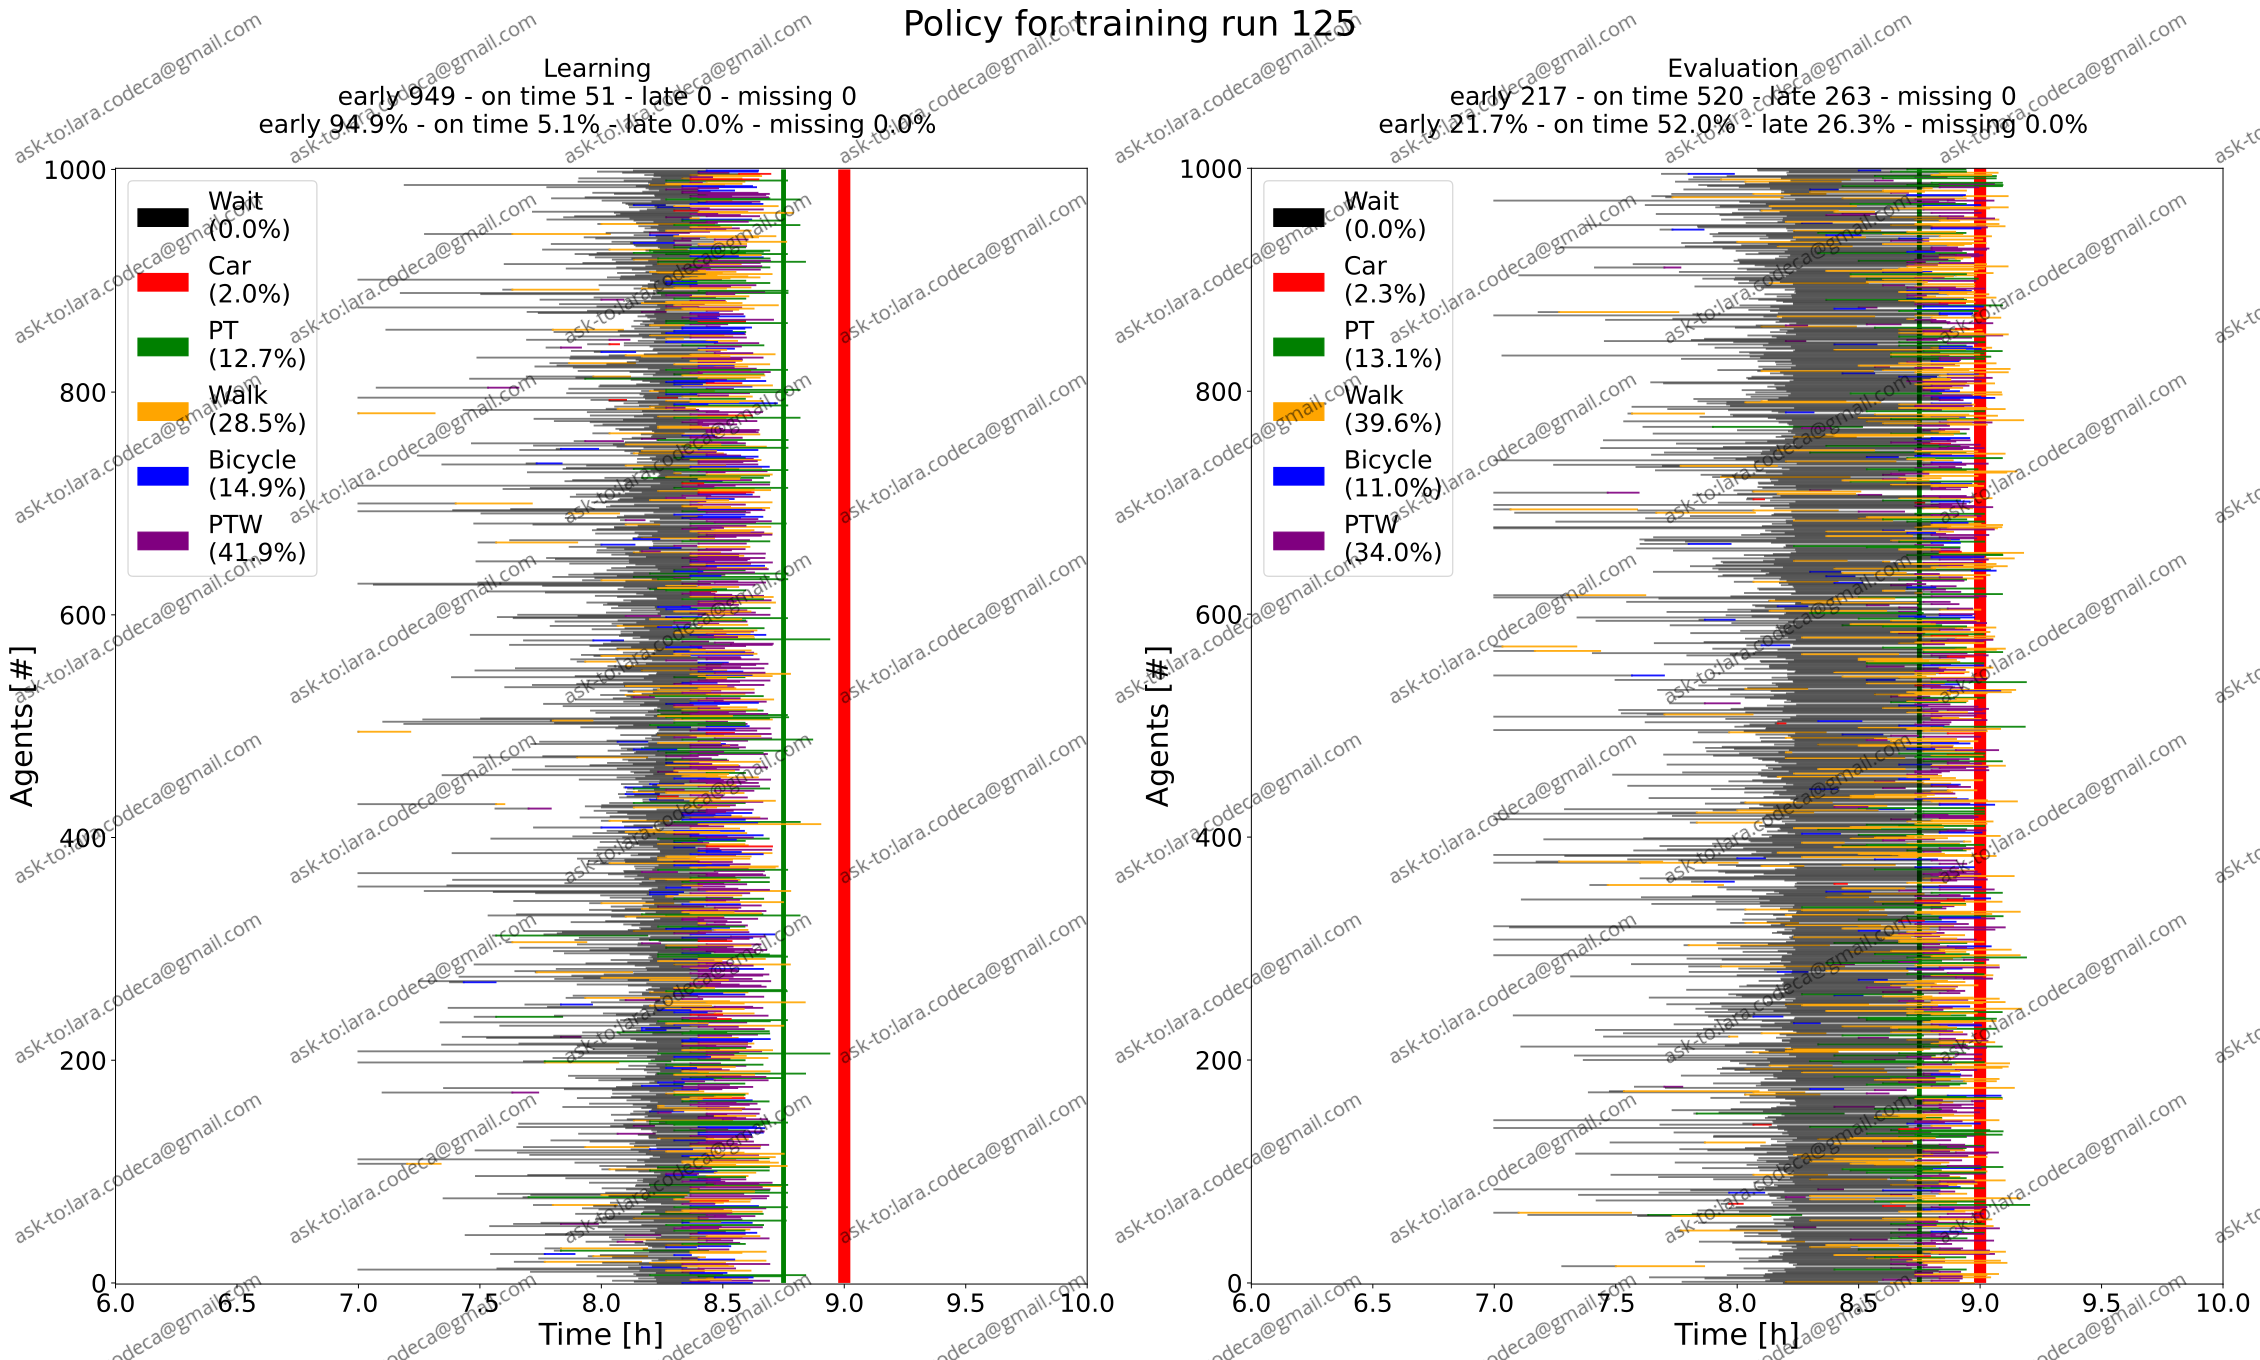 Policy for training run 125
Learning
early 949 - on time 51 - late 0 - missing 0
early 94.9% - on time 5.1% - late 0.0% - missing 0.0%
Wait
(0.0%)
Car
(2.0%)
PT
(12.7%)
Walk
(28.5%)
Bicycle
(14.9%)
PTW
(41.9%)
1000
800
600
400
200
0
Agents [#]
6.0 6.5 7.0 7.5 8.0 8.5 9.0 9.5 10.0
Time [h]
Evaluation
early 217 - on time 520 - late 263 - missing 0
early 21.7% - on time 52.0% - late 26.3% - missing 0.0%
Wait
(0.0%)
Car
(2.3%)
PT
(13.1%)
Walk
(39.6%)
Bicycle
(11.0%)
PTW
(34.0%)
1000
800
600
400
200
0
Agents [#]
6.0 6.5 7.0 7.5 8.0 8.5 9.0 9.5 10.0
Time [h]
ask-to:lara.codeca@gmail.com